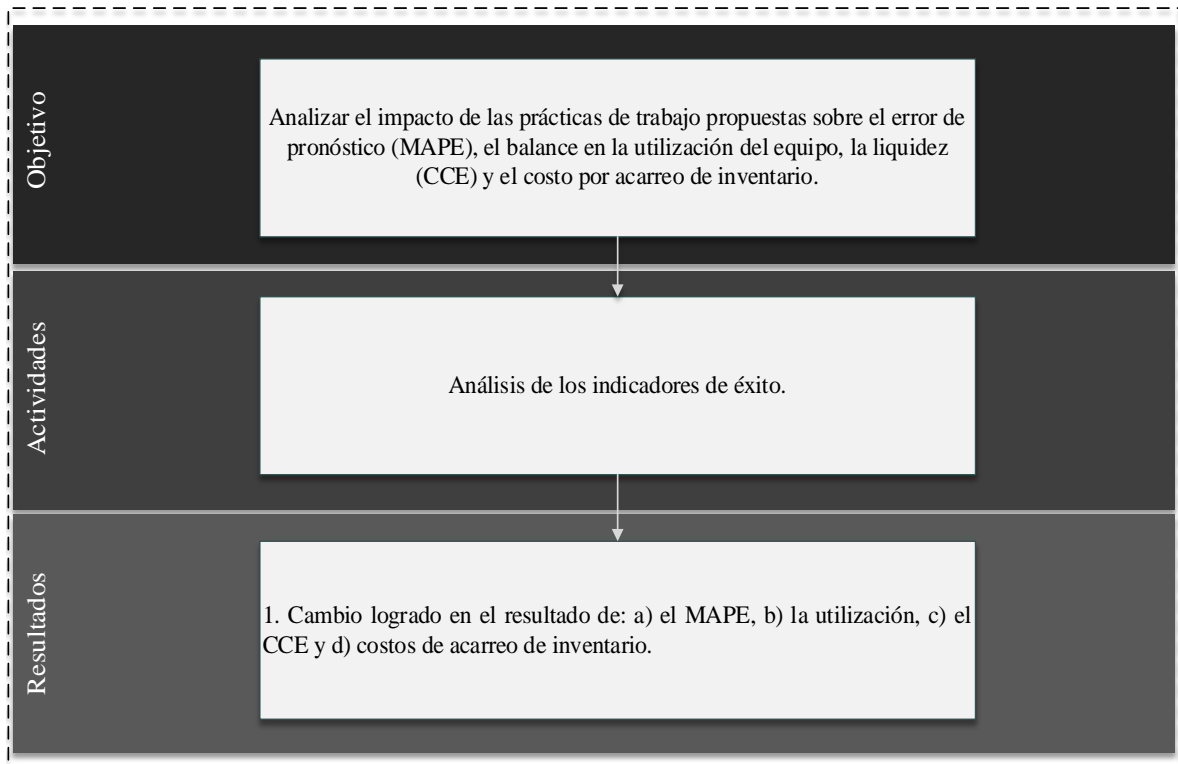 Objetivo
Analizar el impacto de las prácticas de trabajo propuestas sobre el error de
pronóstico (MAPE), el balance en la utilización del equipo, la liquidez
(CCE) y el costo por acarreo de inventario.
Actividades
Análisis de los indicadores de éxito.
Resultados
1. Cambio logrado en el resultado de: a) el MAPE, b) la utilización, c) el
CCE y d) costos de acarreo de inventario.